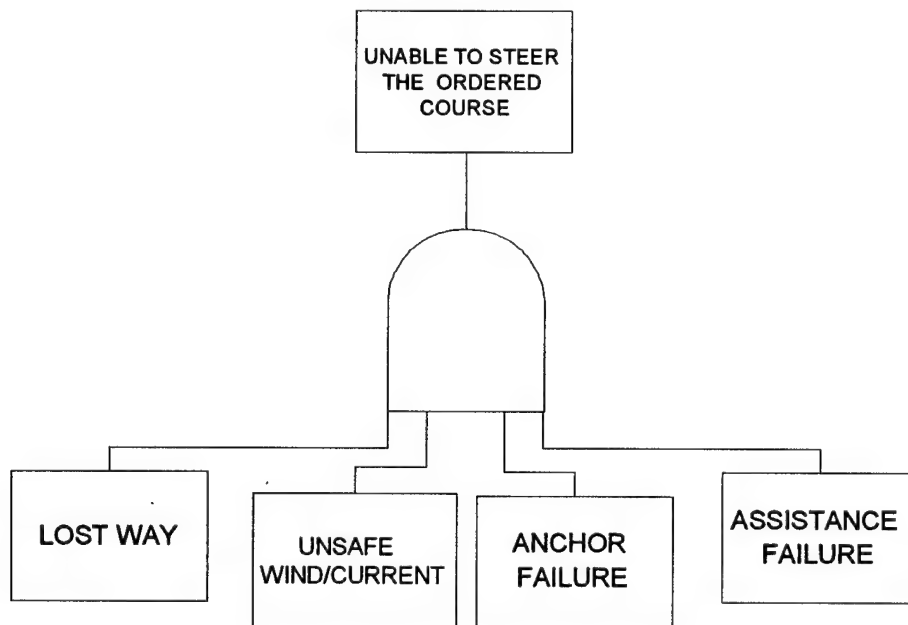 UNABLE TO STEER
THE ORDERED
COURSE
LOST WAY
UNSAFE
WIND/CURRENT
ANCHOR
FAILURE
ASSISTANCE
FAILURE